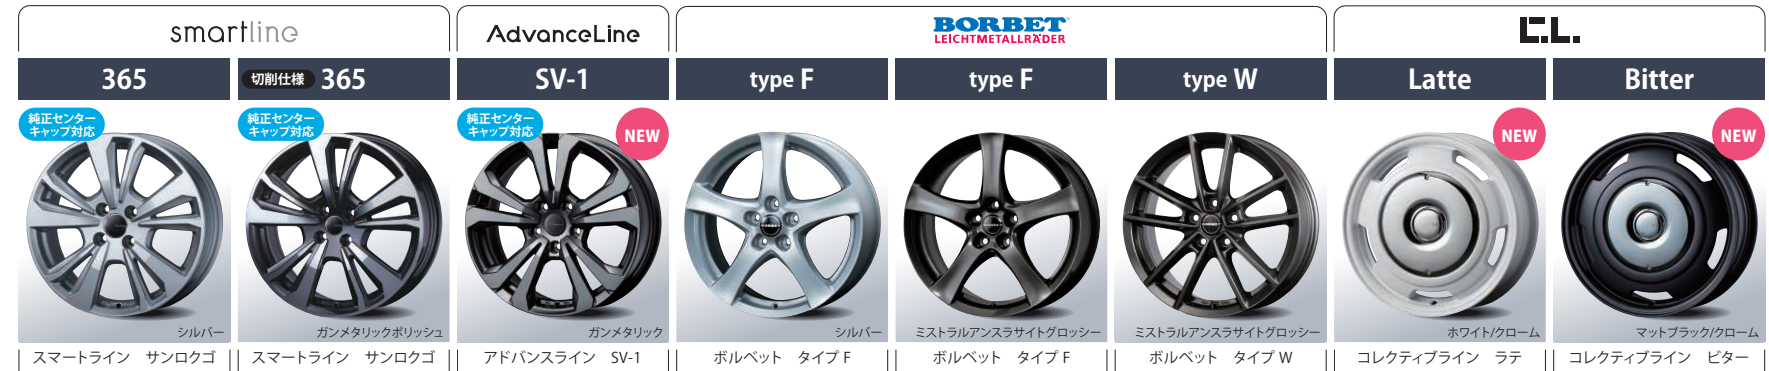 smartline
AdvanceLine
BORBET
LEICHTMETALLRÄDER
C.L.
365
切削仕様 365
SV-1
type F
type F
type W
Latte
Bitter
純正センター
キャップ対応
純正センター
キャップ対応
純正センター
キャップ対応
NEW
NEW
NEW
BORBET
BORBET
BORBET
シルバー
ガンメタリックポリッシュ
ガンメタリック
シルバー
ミストラルアンスラサイトグロッシー
ミストラルアンスラサイトグロッシー
ホワイト/クローム
マットブラック/クローム
スマートライン　サンロクゴ
スマートライン　サンロクゴ
アドバンスライン　SV-1
ボルベット　タイプ F
ボルベット　タイプ F
ボルベット　タイプ W
コレクティブライン　ラテ
コレクティブライン　ビター